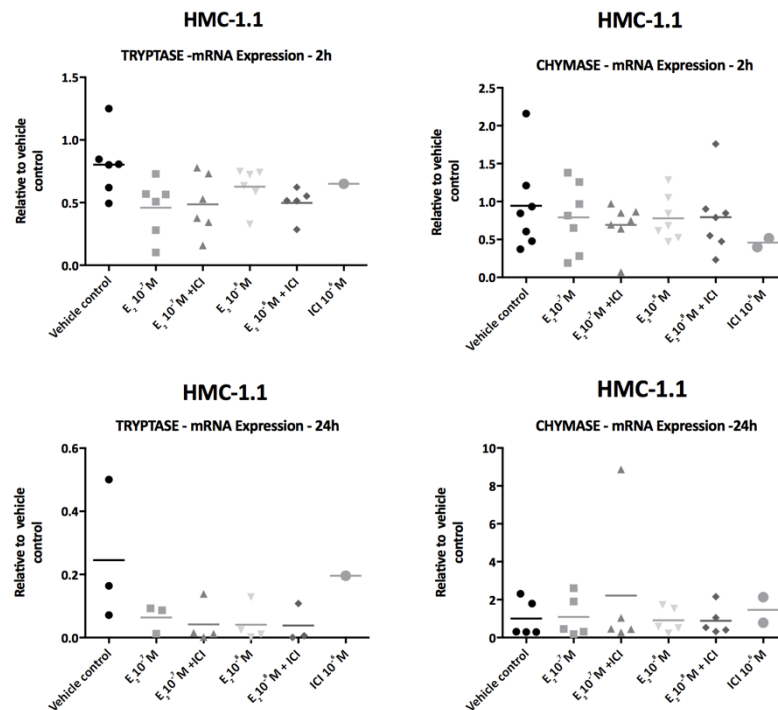 HMC-1.1
TRYPTASE -mRNA Expression - 2h
Relative to vehicle
control
1.5
1.0
0.5
0.0
Vehicle control
E₂ 10⁻⁷ M
E₂ 10⁻⁷ M +ICI
E₂ 10⁻⁸ M
E₂ 10⁻⁸ M + ICI
ICI 10⁻⁶ M
HMC-1.1
CHYMASE - mRNA Expression - 2h
Relative to vehicle
control
2.5
2.0
1.5
1.0
0.5
0.0
Vehicle control
E₂ 10⁻⁷ M
E₂ 10⁻⁷ M +ICI
E₂ 10⁻⁸ M
E₂ 10⁻⁸ M + ICI
ICI 10⁻⁶ M
HMC-1.1
TRYPTASE - mRNA Expression - 24h
Relative to vehicle
control
0.6
0.4
0.2
0.0
Vehicle control
E₂ 10⁻⁷ M
E₂ 10⁻⁷ M +ICI
E₂ 10⁻⁸ M
E₂ 10⁻⁸ M + ICI
ICI 10⁻⁶ M
HMC-1.1
CHYMASE - mRNA Expression -24h
Relative to vehicle
control
10
8
6
4
2
0
Vehicle control
E₂ 10⁻⁷ M
E₂ 10⁻⁷ M +ICI
E₂ 10⁻⁸ M
E₂ 10⁻⁸ M + ICI
ICI 10⁻⁶ M